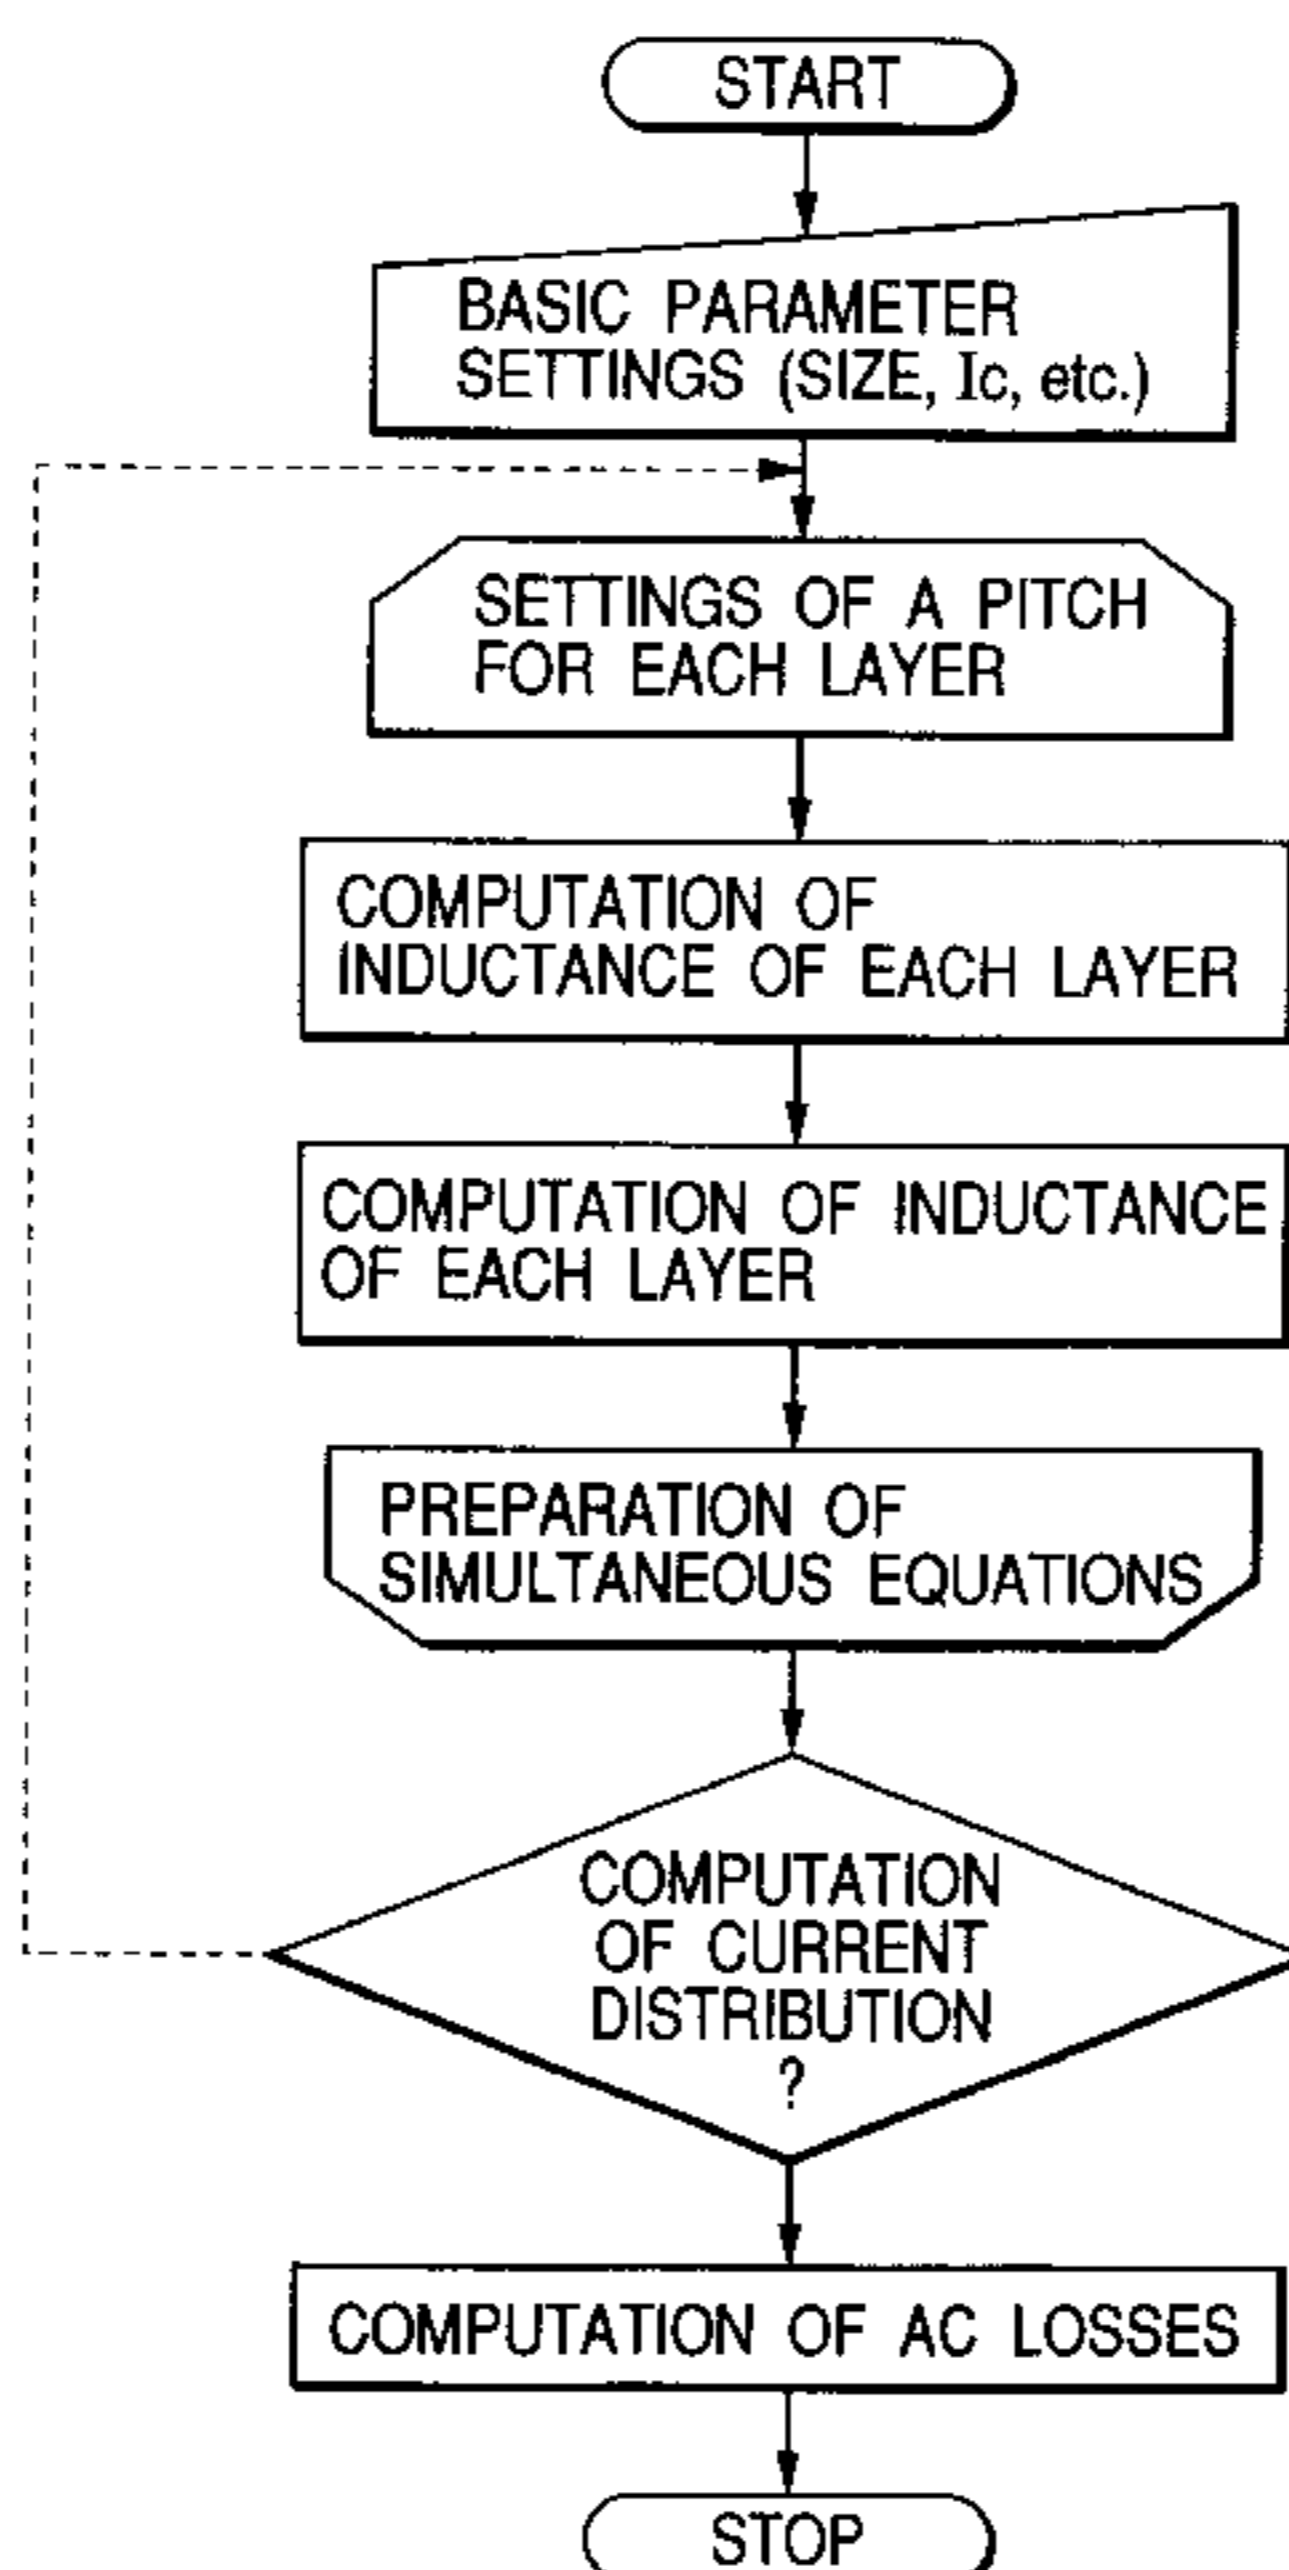 START
BASIC PARAMETER
SETTINGS (SIZE, Ic, etc.)
SETTINGS OF A PITCH
FOR EACH LAYER
COMPUTATION OF
INDUCTANCE OF EACH LAYER
COMPUTATION OF INDUCTANCE
OF EACH LAYER
PREPARATION OF
SIMULTANEOUS EQUATIONS
COMPUTATION
OF CURRENT
DISTRIBUTION
?
COMPUTATION OF AC LOSSES
STOP